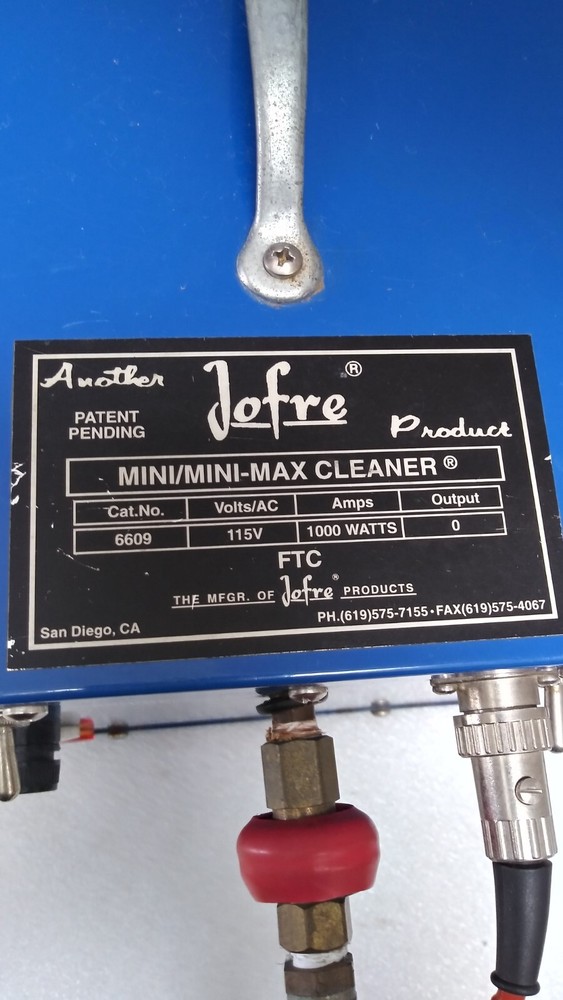 Another Jofre® Product
PATENT
PENDING
MINI/MINI-MAX CLEANER ®
Cat.No. Volts/AC Amps Output
6609 115V 1000 WATTS 0
FTC
THE MFGR. OF Jofre® PRODUCTS
PH.(619)575-7155•FAX(619)575-4067
San Diego, CA